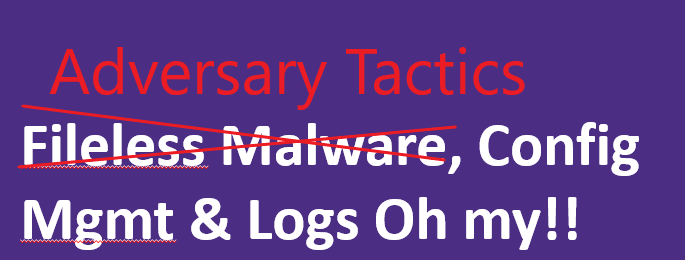 Adversary Tactics
Fileless Malware, Config
Mgmt & Logs Oh my!!